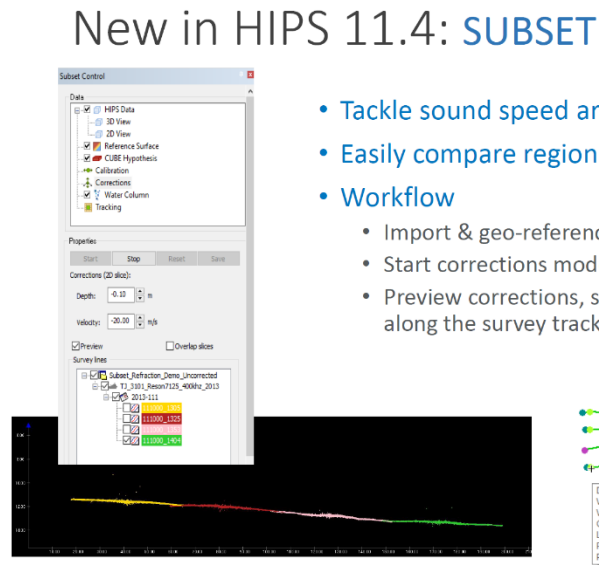 New in HIPS 11.4: SUBSET
Subset Control
Data
HIPS Data
3D View
2D View
Reference Surface
CUBE Hypothesis
Calibration
Corrections
Water Column
Tracking
Properties
Start Stop Reset Save
Corrections (2D slice):
Depth: -0.10 m
Velocity: -20.00 m/s
Preview Overlap slices
Survey lines
Subset_Refraction_Demo_Uncorrected
TJ_3101_Reson7125_400khz_2013
2013-111
111000_1325
111000_1404
• Tackle sound speed ar
• Easily compare region
• Workflow
• Import & geo-referenc
• Start corrections mod
• Preview corrections, s
along the survey track